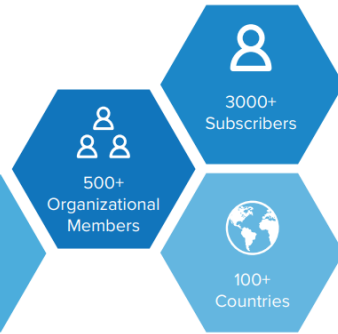 3000+
Subscribers
500+
Organizational
Members
100+
Countries